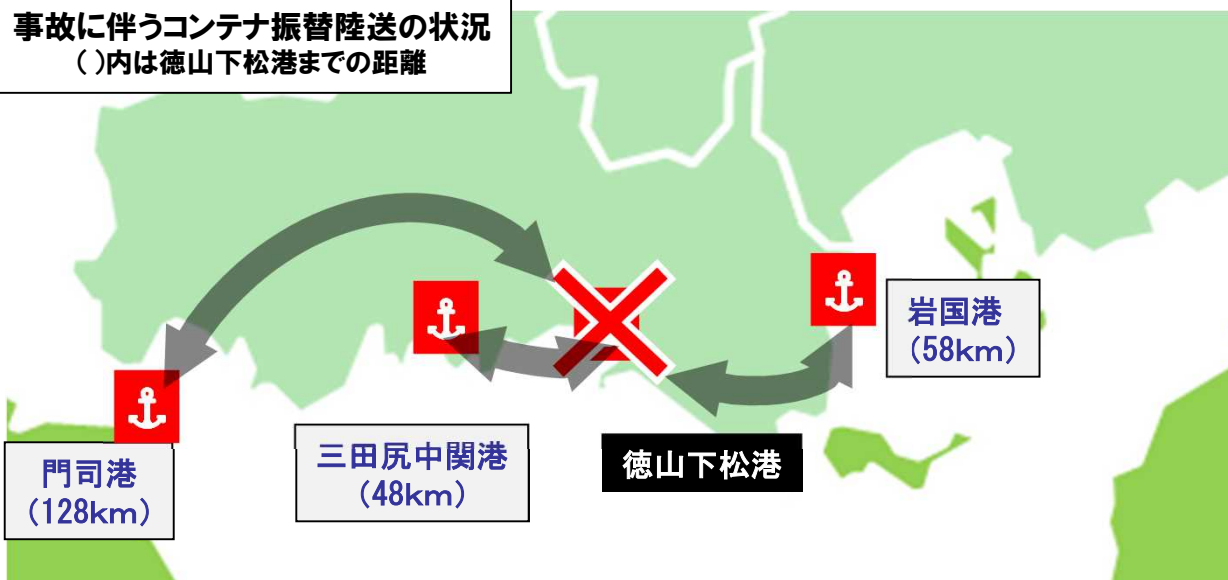 事故に伴うコンテナ振替陸送の状況
( )内は徳山下松港までの距離
岩国港
(58km)
三田尻中関港
(48km)
徳山下松港
門司港
(128km)